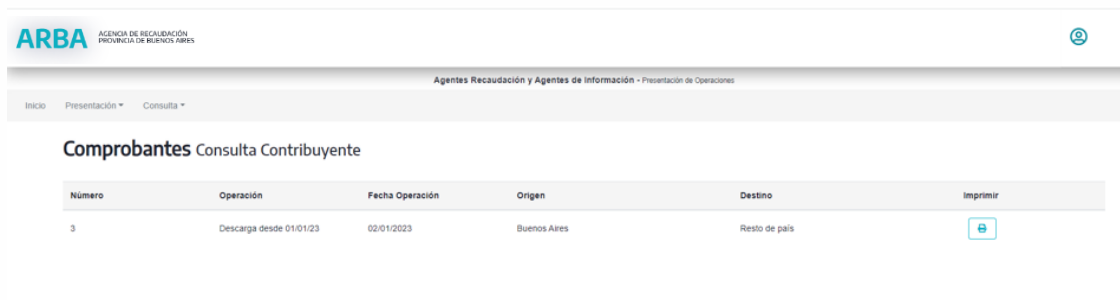 ARBA AGENCIA DE RECAUDACIÓN
PROVINCIA DE BUENOS AIRES
Agentes Recaudación y Agentes de Información - Presentación de Operaciones
Inicio Presentación Consulta
Comprobantes Consulta Contribuyente
Número Operación Fecha Operación Origen Destino Imprimir
3 Descarga desde 01/01/23 02/01/2023 Buenos Aires Resto de país